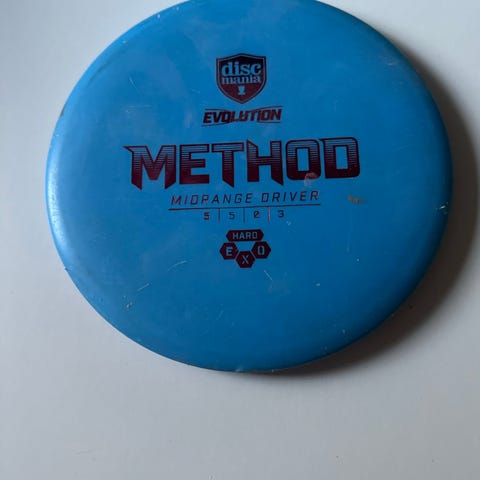 disc
mania
EVOLUTION
METHOD
MIDRANGE DRIVER
5 | 5 | 0 | 3
HARD
EXO